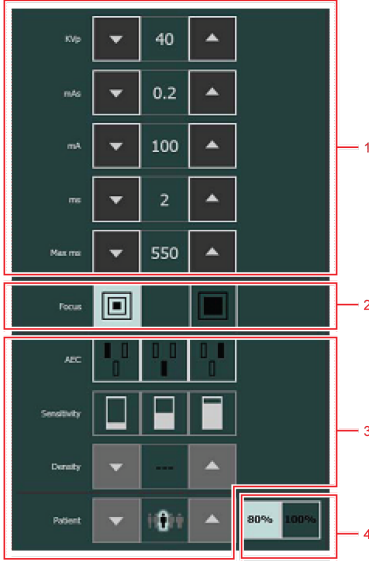 KVp 40
mAs 0.2
mA 100 1
ms 2
Max ms 550
Focus 2
AEC
Sensitivity 3
Density ---
Patient 80% 100% 4